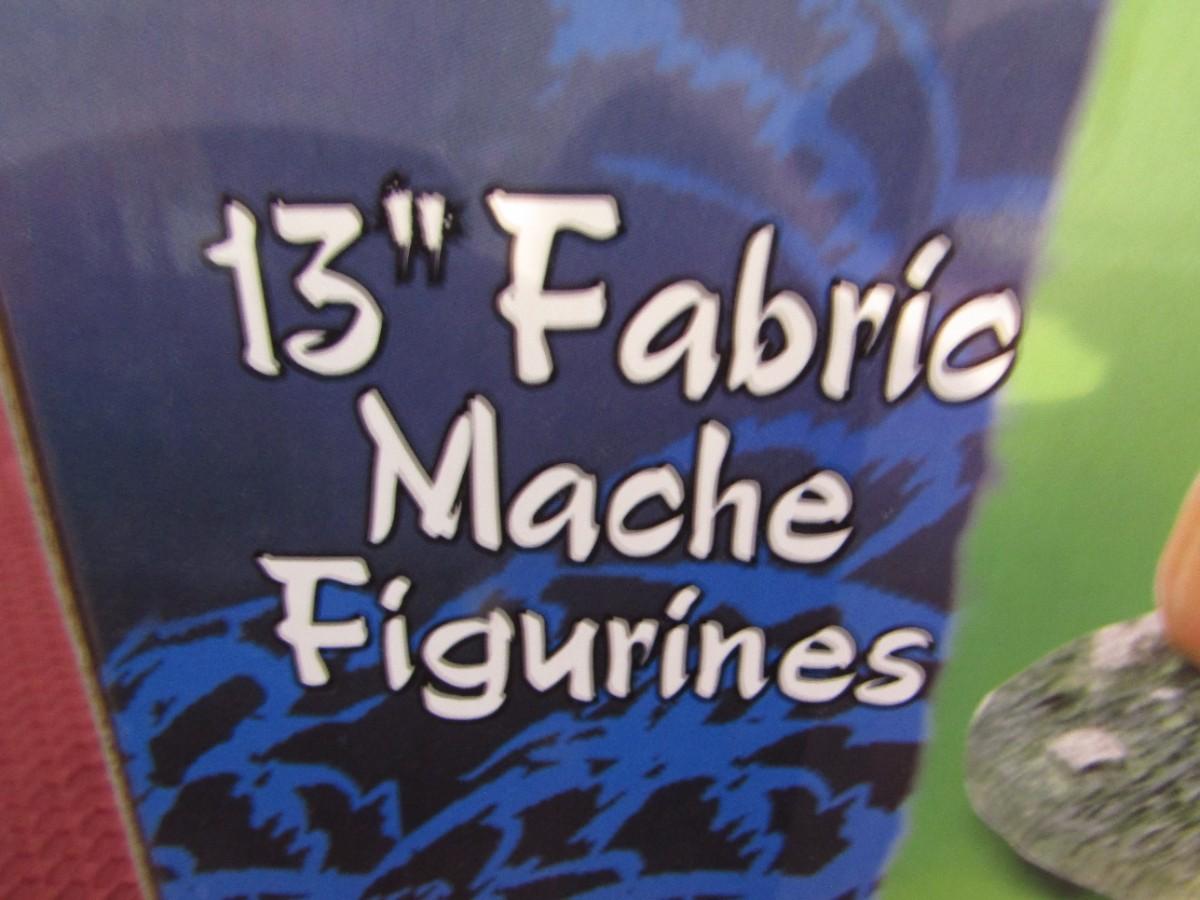 13" Fabric
Mache
Figurines